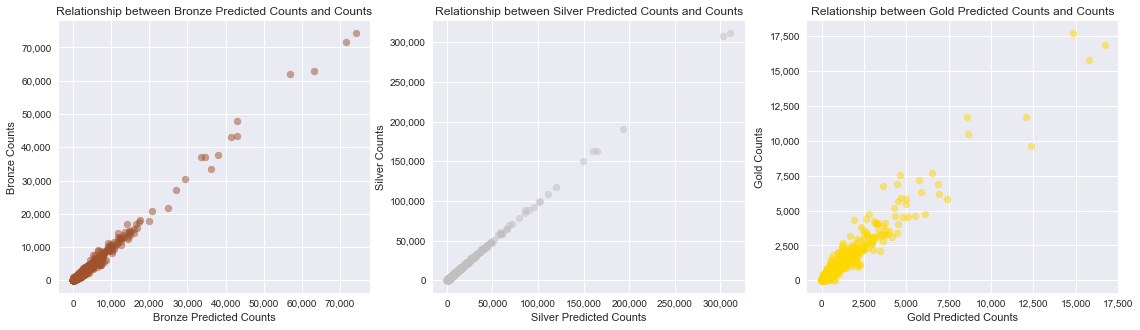 Relationship between Bronze Predicted Counts and Counts
70,000
60,000
50,000
40,000
30,000
20,000
10,000
0
Bronze Counts
0 10,000 20,000 30,000 40,000 50,000 60,000 70,000
Bronze Predicted Counts
Relationship between Silver Predicted Counts and Counts
300,000
250,000
200,000
150,000
100,000
50,000
0
Silver Counts
0 50,000 100,000 150,000 200,000 250,000 300,000
Silver Predicted Counts
Relationship between Gold Predicted Counts and Counts
17,500
15,000
12,500
10,000
7,500
5,000
2,500
0
Gold Counts
0 2,500 5,000 7,500 10,000 12,500 15,000 17,500
Gold Predicted Counts